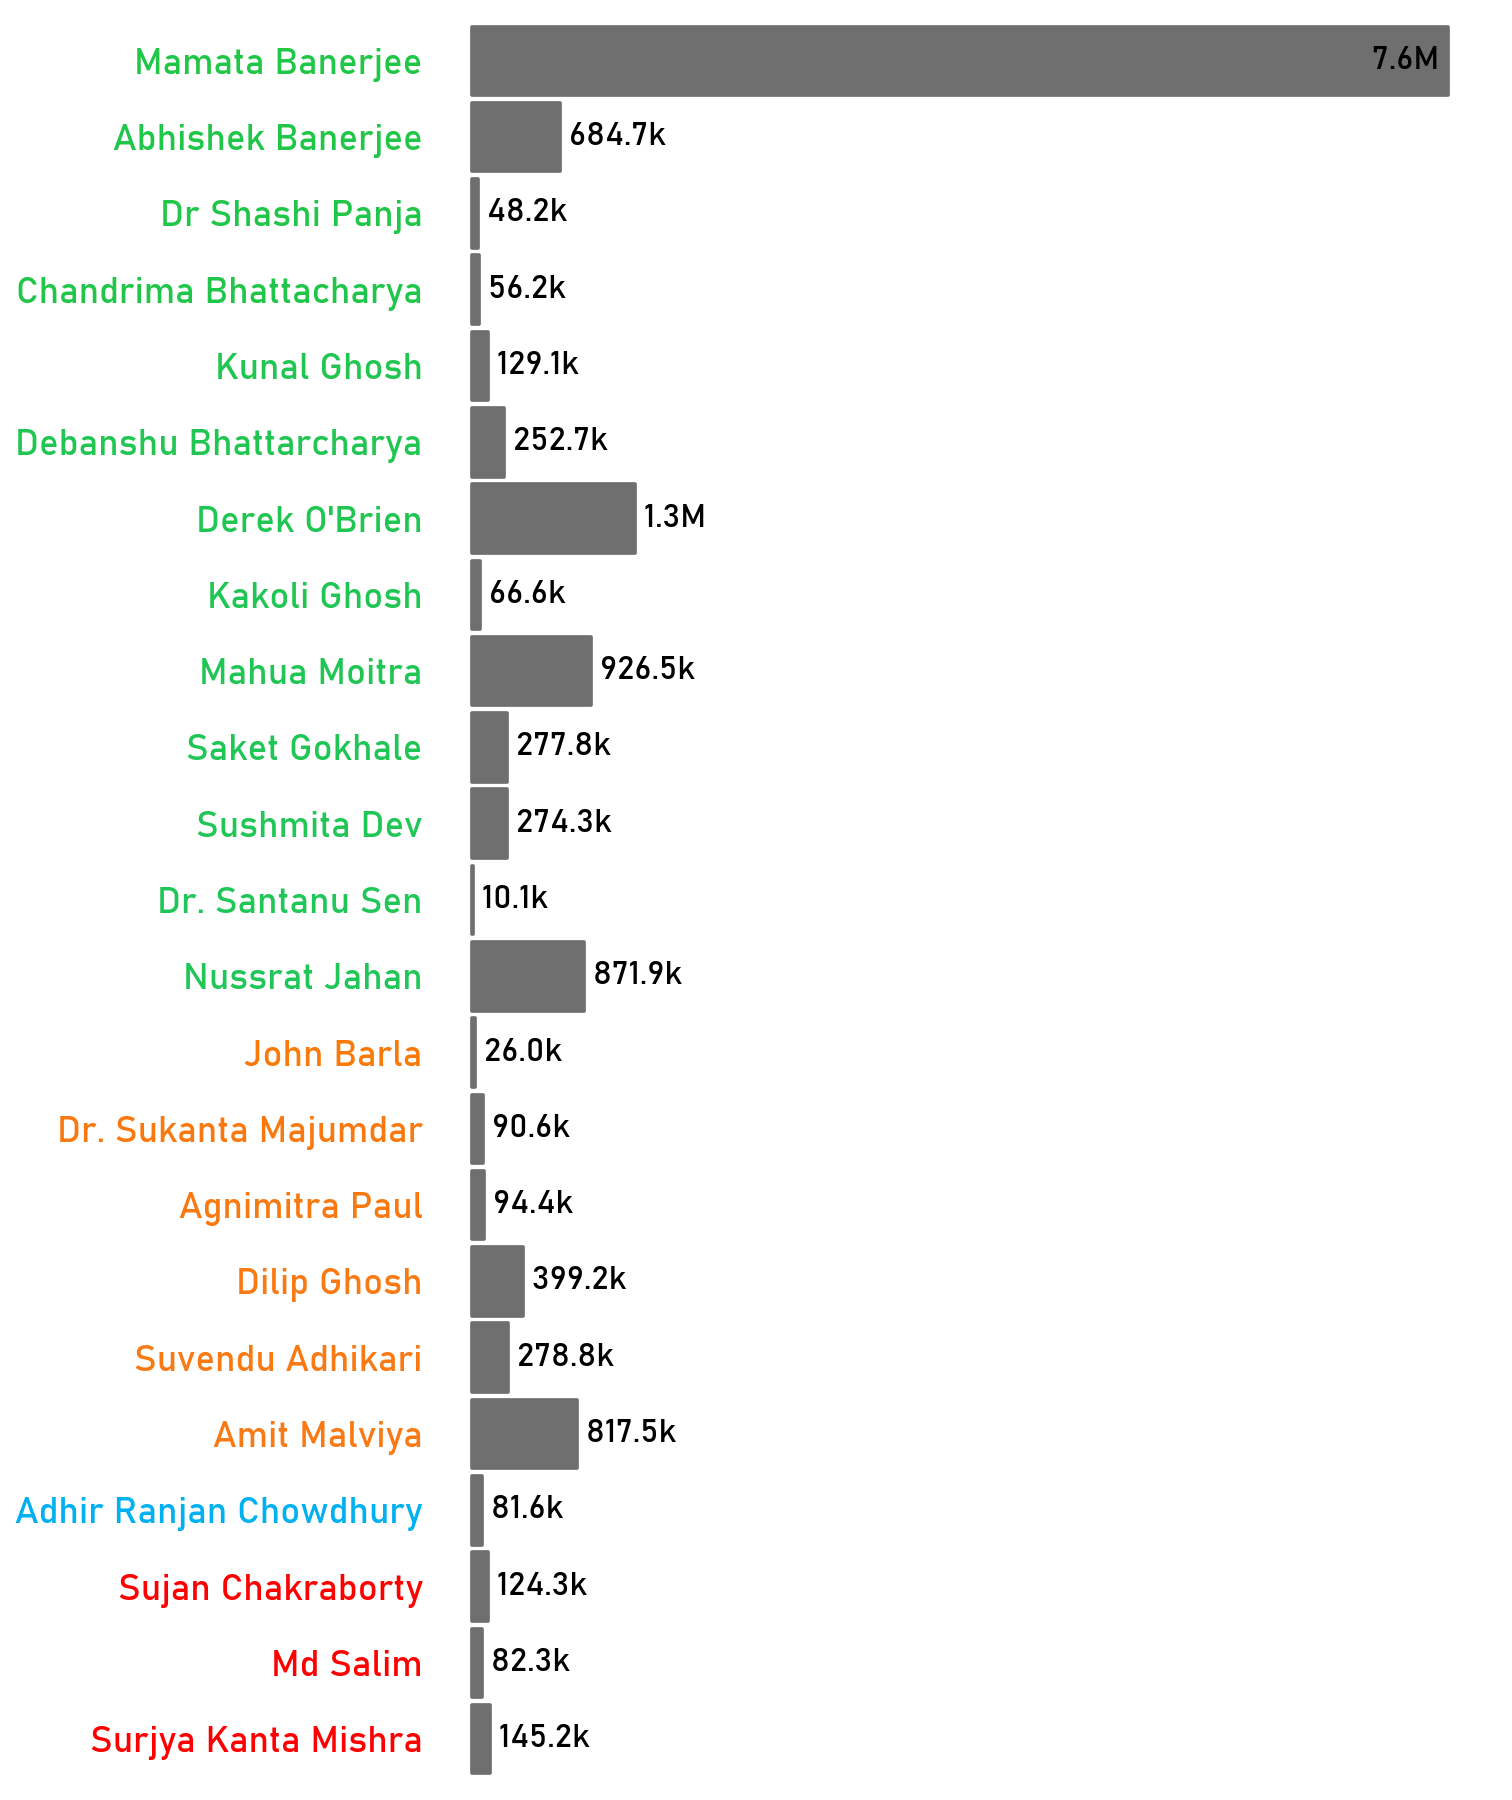 Mamata Banerjee 7.6M
Abhishek Banerjee 684.7k
Dr Shashi Panja 48.2k
Chandrima Bhattacharya 56.2k
Kunal Ghosh 129.1k
Debanshu Bhattarcharya 252.7k
Derek O'Brien 1.3M
Kakoli Ghosh 66.6k
Mahua Moitra 926.5k
Saket Gokhale 277.8k
Sushmita Dev 274.3k
Dr. Santanu Sen 10.1k
Nussrat Jahan 871.9k
John Barla 26.0k
Dr. Sukanta Majumdar 90.6k
Agnimitra Paul 94.4k
Dilip Ghosh 399.2k
Suvendu Adhikari 278.8k
Amit Malviya 817.5k
Adhir Ranjan Chowdhury 81.6k
Sujan Chakraborty 124.3k
Md Salim 82.3k
Surjya Kanta Mishra 145.2k